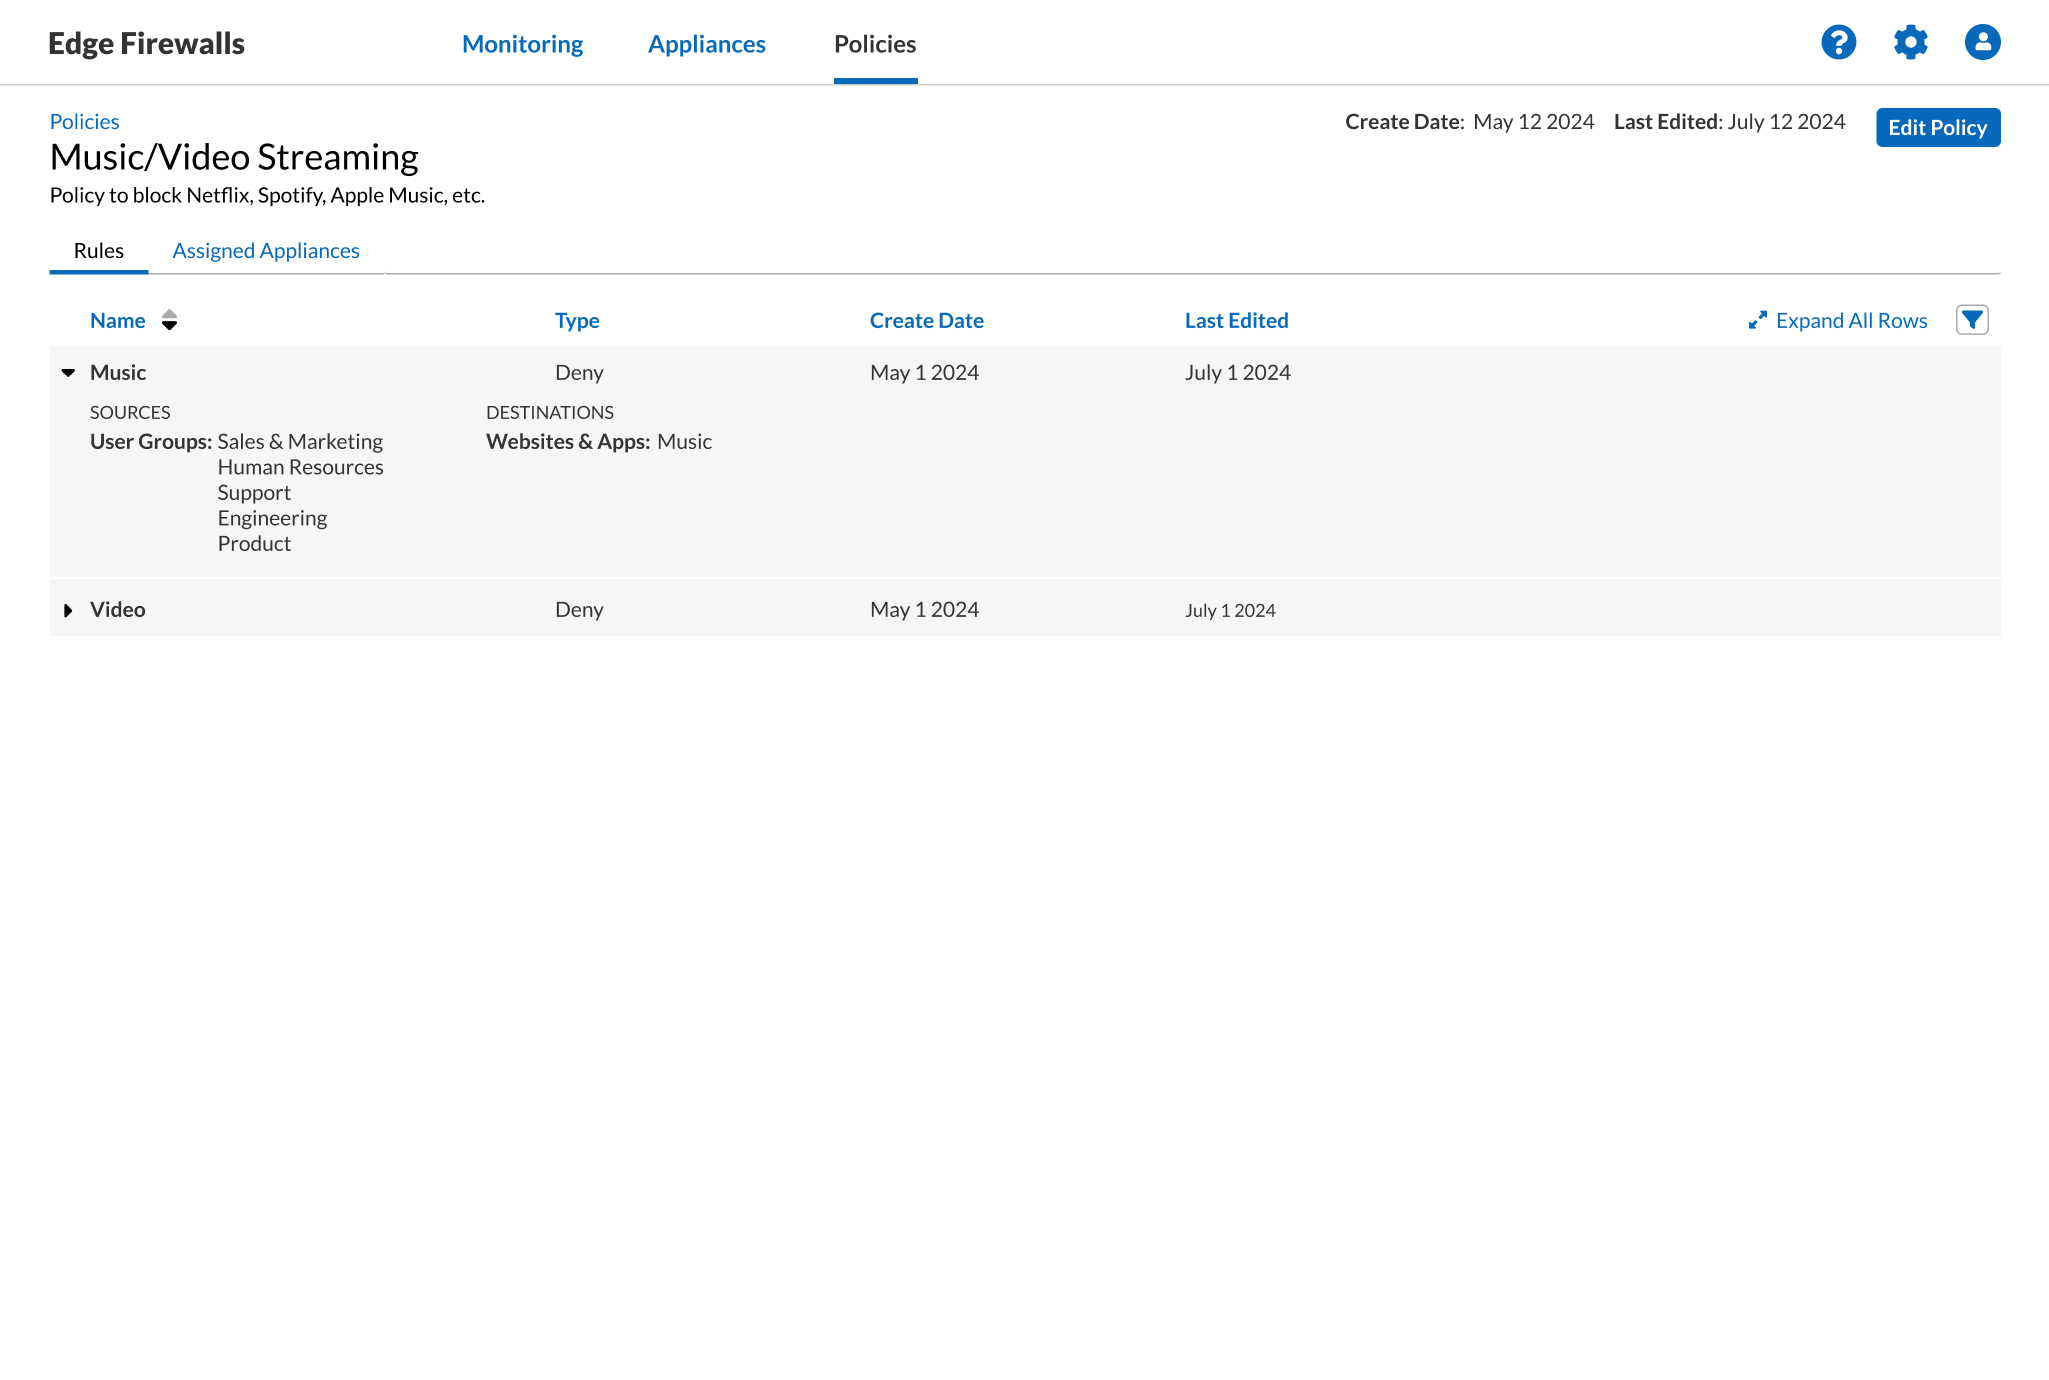 Edge Firewalls Monitoring Appliances Policies
Policies Create Date: May 12 2024 Last Edited: July 12 2024 Edit Policy
Music/Video Streaming
Policy to block Netflix, Spotify, Apple Music, etc.
Rules Assigned Appliances
Name Type Create Date Last Edited Expand All Rows
Music Deny May 1 2024 July 1 2024
SOURCES DESTINATIONS
User Groups: Sales & Marketing Websites & Apps: Music
Human Resources
Support
Engineering
Product
Video Deny May 1 2024 July 1 2024